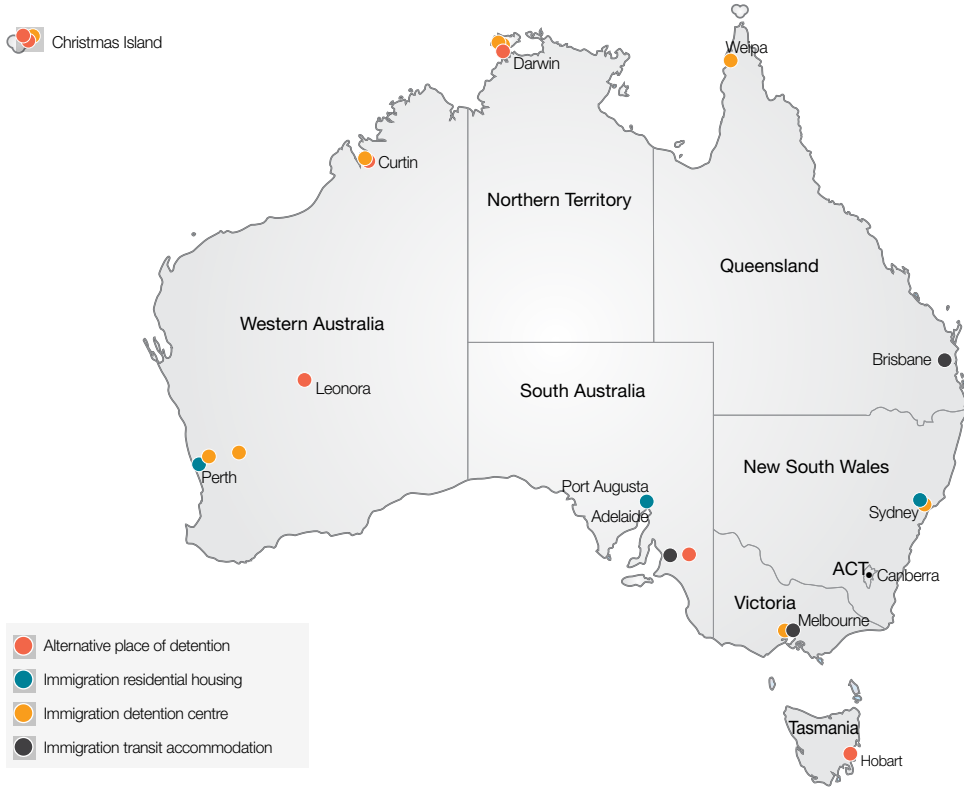 Christmas Island
Weipa
Darwin
Curtin
Northern Territory
Queensland
Western Australia
Brisbane
Leonora
South Australia
New South Wales
Perth
Port Augusta
Sydney
Adelaide
ACT
Canberra
Victoria
Melbourne
Alternative place of detention
Immigration residential housing
Immigration detention centre
Immigration transit accommodation
Tasmania
Hobart